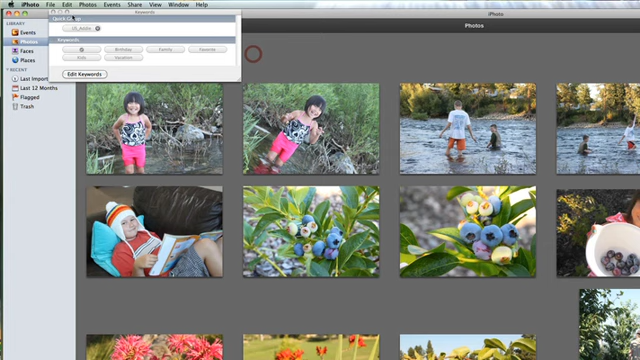 iPhoto File Edit Photos Events Share View Window Help
Keywords
iPhoto
Quick Group
Photos
LIBRARY
Events
Keywords
Photos
Birthday Family Favorite
Faces
Kids Vacation
Places
RECENT
Edit Keywords
Last Import
Last 12 Months
Flagged
Trash